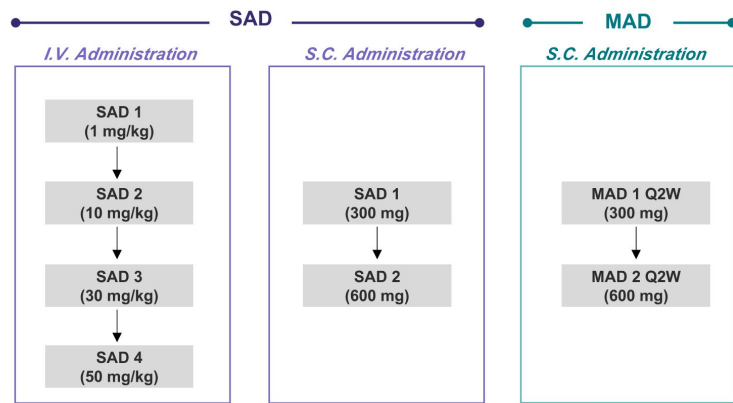 SAD
MAD
I.V. Administration
S.C. Administration
S.C. Administration
SAD 1
(1 mg/kg)
SAD 2
(10 mg/kg)
SAD 3
(30 mg/kg)
SAD 4
(50 mg/kg)
SAD 1
(300 mg)
SAD 2
(600 mg)
MAD 1 Q2W
(300 mg)
MAD 2 Q2W
(600 mg)